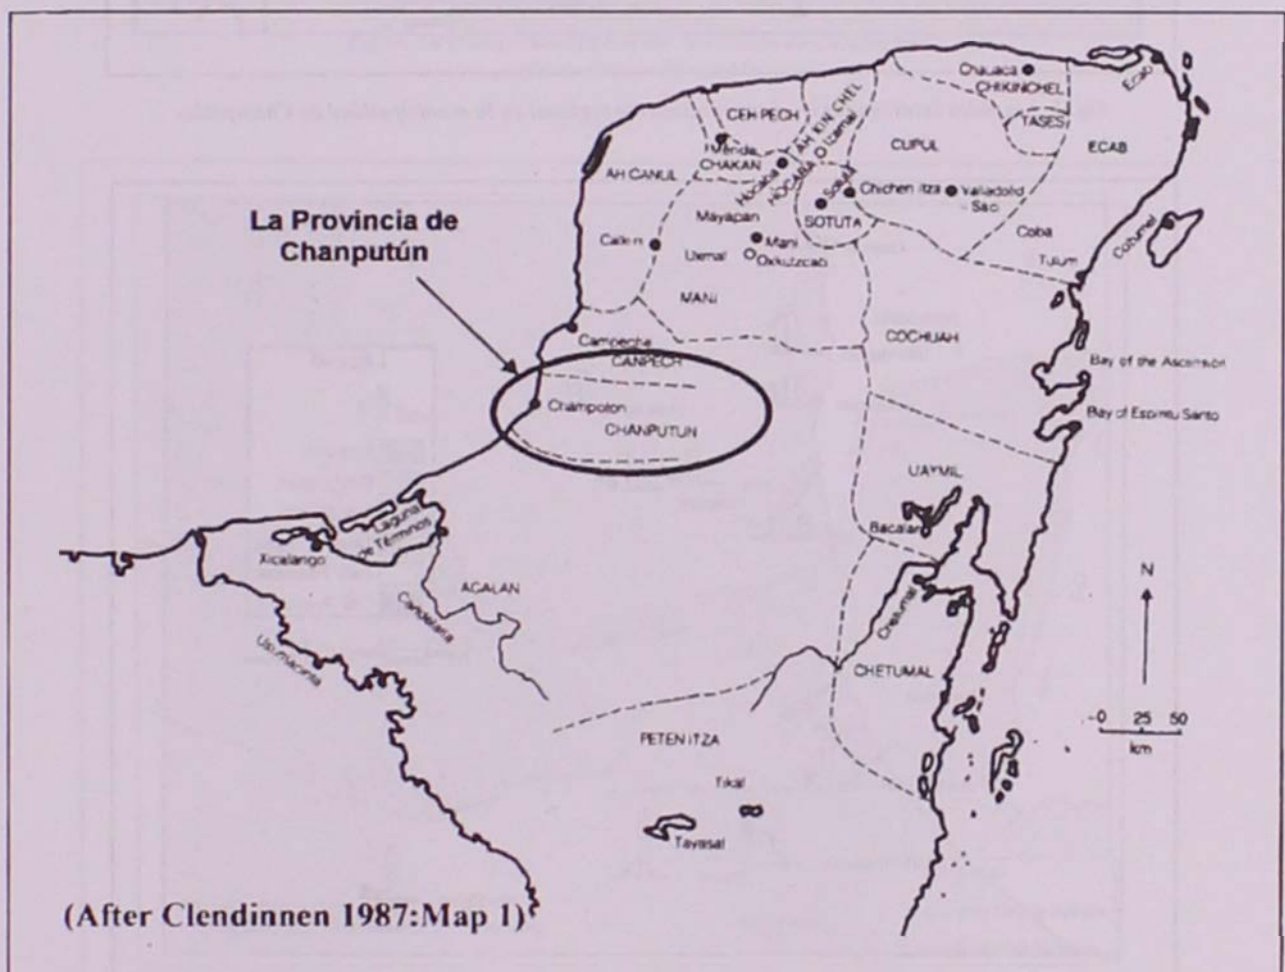 La Provincia de
Chanputún
Chauaca
CHIKINCHEL
Ecab
CEH PECH
AH KIN CHEL
TASES
Izamal
CUPUL
ECAB
Mérida
CHAKAN
AH CANUL
Hocaba
HOCABA
Sotuta
Chichen Itza
Valladolid
SOTUTA
Mayapan
Cozumel
Coba
Calkini
Mani
Uxmal
Oxkutzcab
Tulum
MANI
COCHUAH
Campeche
CANPECH
Bay of the Ascension
Champoton
CHANPUTUN
Bay of Espiritu Santo
UAYMIL
Bacalar
Laguna
de Términos
Xicalango
ACALAN
Candelaria
N
Chetumal
Usumacinta
CHETUMAL
0 25 50
km
PETEN ITZA
Tikal
Tayasal
(After Clendinnen 1987:Map 1)